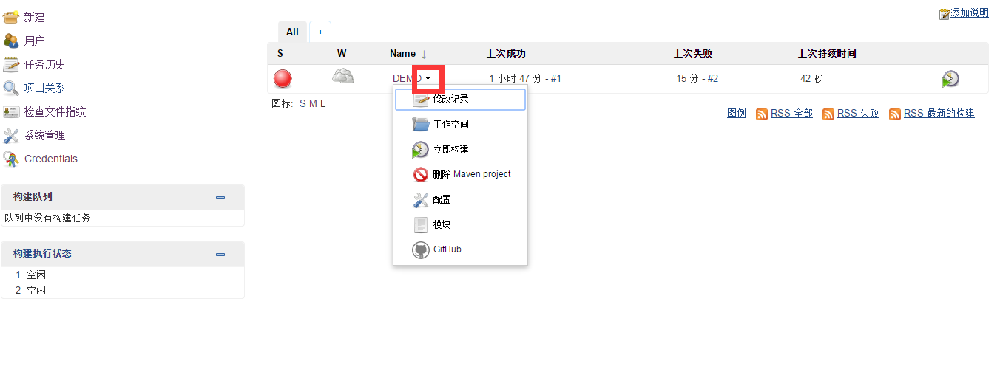 添加说明
新建
用户
任务历史
项目关系
检查文件指纹
系统管理
Credentials
构建队列
队列中没有构建任务
构建执行状态
1 空闲
2 空闲
All +
S W Name ↓ 上次成功 上次失败 上次持续时间
DEMO 1 小时 47 分 - #1 15 分 - #2 42 秒
图标: S M L
修改记录
工作空间
立即构建
删除 Maven project
配置
模块
GitHub
图例 RSS 全部 RSS 失败 RSS 最新的构建